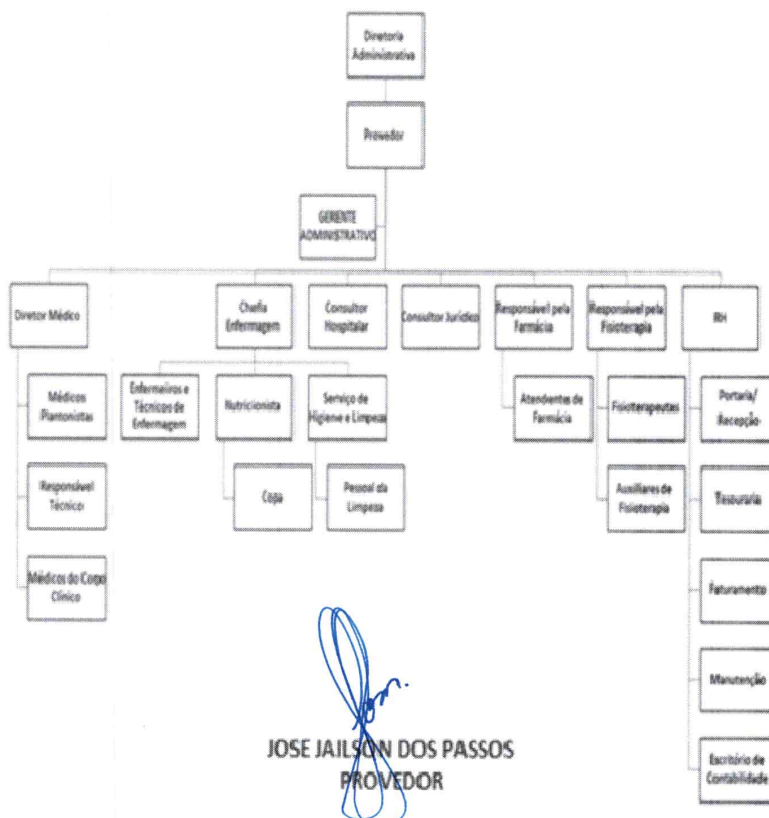 Diretoria
Administrativa
Provedor
GERENTE
ADMINISTRATIVO
Diretor Médico
Chefia
Enfermagem
Consultor
Hospitalar
Consultor Jurídico
Responsável pela
Farmácia
Responsável pela
Fisioterapia
RH
Médicos
Plantonistas
Enfermeiros e
Técnicos de
Enfermagem
Nutricionista
Serviço de
Higiene e Limpeza
Atendentes de
Farmácia
Fisioterapeutas
Portaria/
Recepção
Responsável
Técnico
Copa
Pessoal da
Limpeza
Auxiliares de
Fisioterapia
Tesouraria
Médicos do Corpo
Clínico
Faturamento
Manutenção
Escritório de
Contabilidade
JOSE JAILSON DOS PASSOS
PROVEDOR